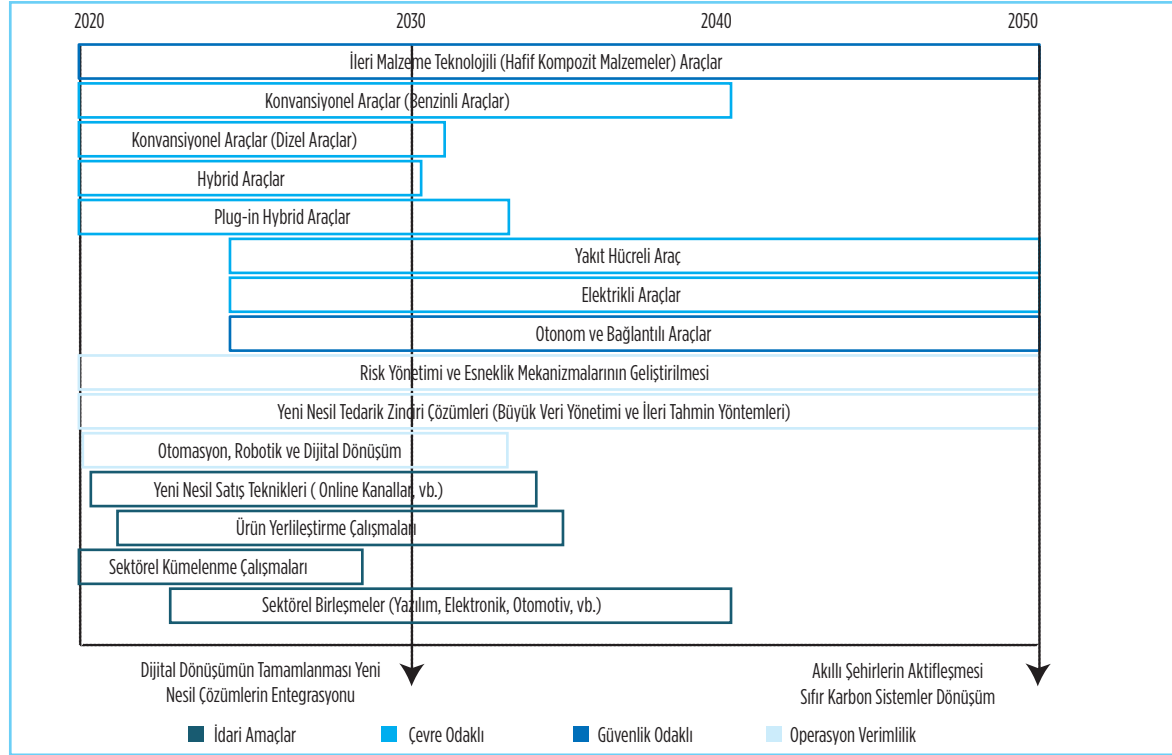 2020 2030 2040 2050
İleri Malzeme Teknolojili (Hafif Kompozit Malzemeler) Araçlar
Konvansiyonel Araçlar (Benzinli Araçlar)
Konvansiyonel Araçlar (Dizel Araçlar)
Hybrid Araçlar
Plug-in Hybrid Araçlar
Yakıt Hücreli Araç
Elektrikli Araçlar
Otonom ve Bağlantılı Araçlar
Risk Yönetimi ve Esneklik Mekanizmalarının Geliştirilmesi
Yeni Nesil Tedarik Zinciri Çözümleri (Büyük Veri Yönetimi ve İleri Tahmin Yöntemleri)
Otomasyon, Robotik ve Dijital Dönüşüm
Yeni Nesil Satış Teknikleri ( Online Kanallar, vb.)
Ürün Yerlileştirme Çalışmaları
Sektörel Kümelenme Çalışmaları
Sektörel Birleşmeler (Yazılım, Elektronik, Otomotiv, vb.)
Dijital Dönüşümün Tamamlanması Yeni
Nesil Çözümlerin Entegrasyonu
Akıllı Şehirlerin Aktifleşmesi
Sıfır Karbon Sistemler Dönüşüm
İdari Amaçlar Çevre Odaklı Güvenlik Odaklı Operasyon Verimlilik